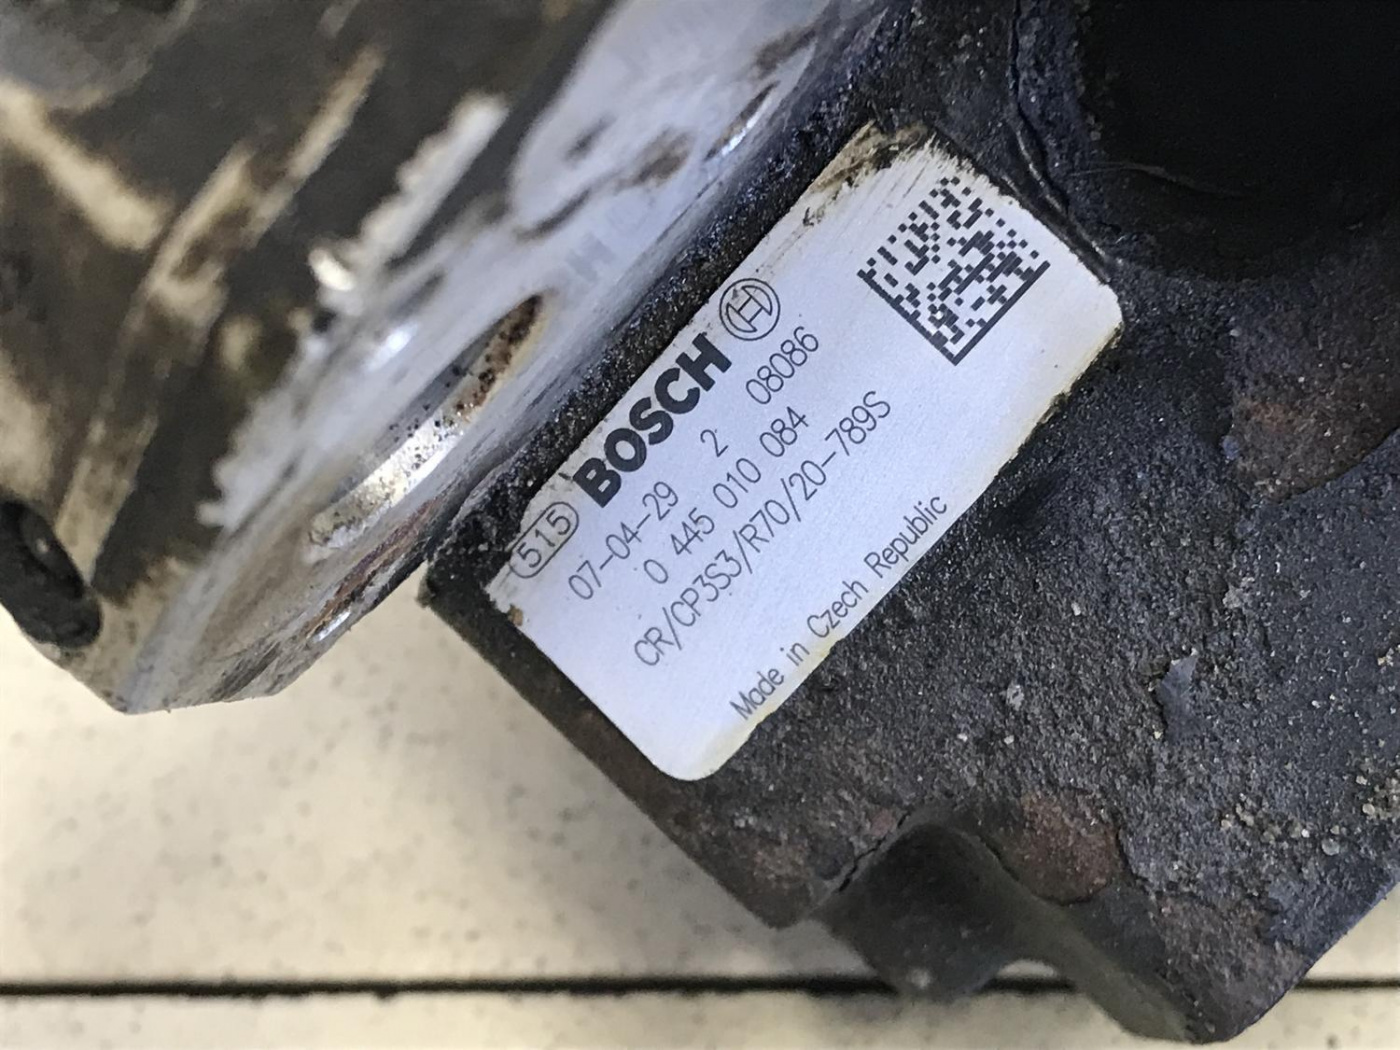 515 BOSCH
07-04-29 2 08086
0 445 010 084
CR/CP3S3/R70/20-789S
Made in Czech Republic